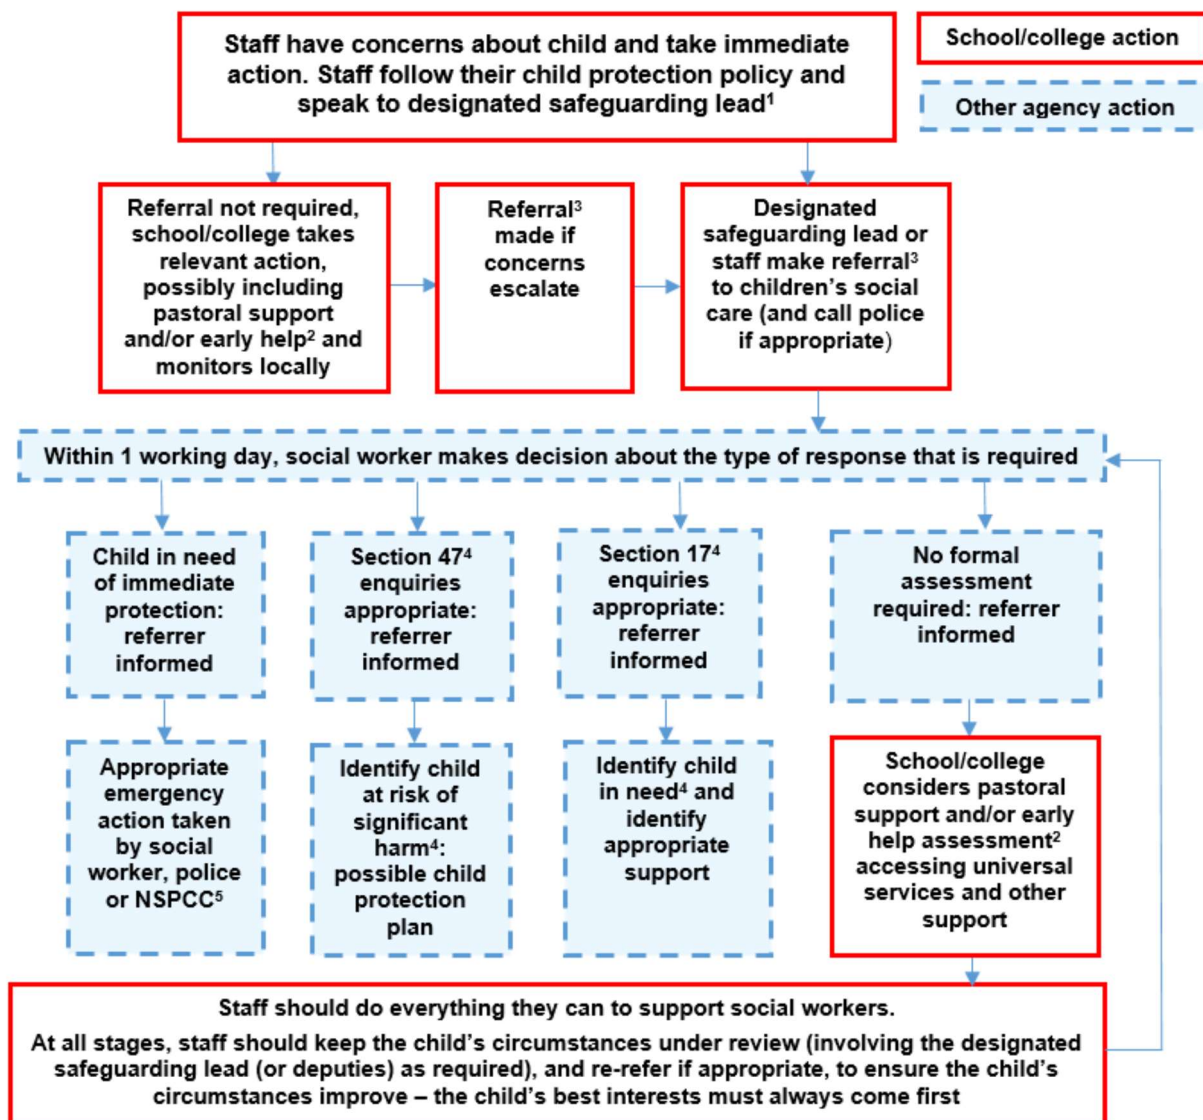 Staff have concerns about child and take immediate
action. Staff follow their child protection policy and
speak to designated safeguarding lead¹
School/college action
Other agency action
Referral not required,
school/college takes
relevant action,
possibly including
pastoral support
and/or early help² and
monitors locally
Referral³
made if
concerns
escalate
Designated
safeguarding lead or
staff make referral³
to children’s social
care (and call police
if appropriate)
Within 1 working day, social worker makes decision about the type of response that is required
Child in need
of immediate
protection:
referrer
informed
Section 47⁴
enquiries
appropriate:
referrer
informed
Section 17⁴
enquiries
appropriate:
referrer
informed
No formal
assessment
required: referrer
informed
Appropriate
emergency
action taken
by social
worker, police
or NSPCC⁵
Identify child
at risk of
significant
harm⁴:
possible child
protection
plan
Identify child
in need⁴ and
identify
appropriate
support
School/college
considers pastoral
support and/or early
help assessment²
accessing universal
services and other
support
Staff should do everything they can to support social workers.
At all stages, staff should keep the child’s circumstances under review (involving the designated
safeguarding lead (or deputies) as required), and re-refer if appropriate, to ensure the child’s
circumstances improve – the child’s best interests must always come first